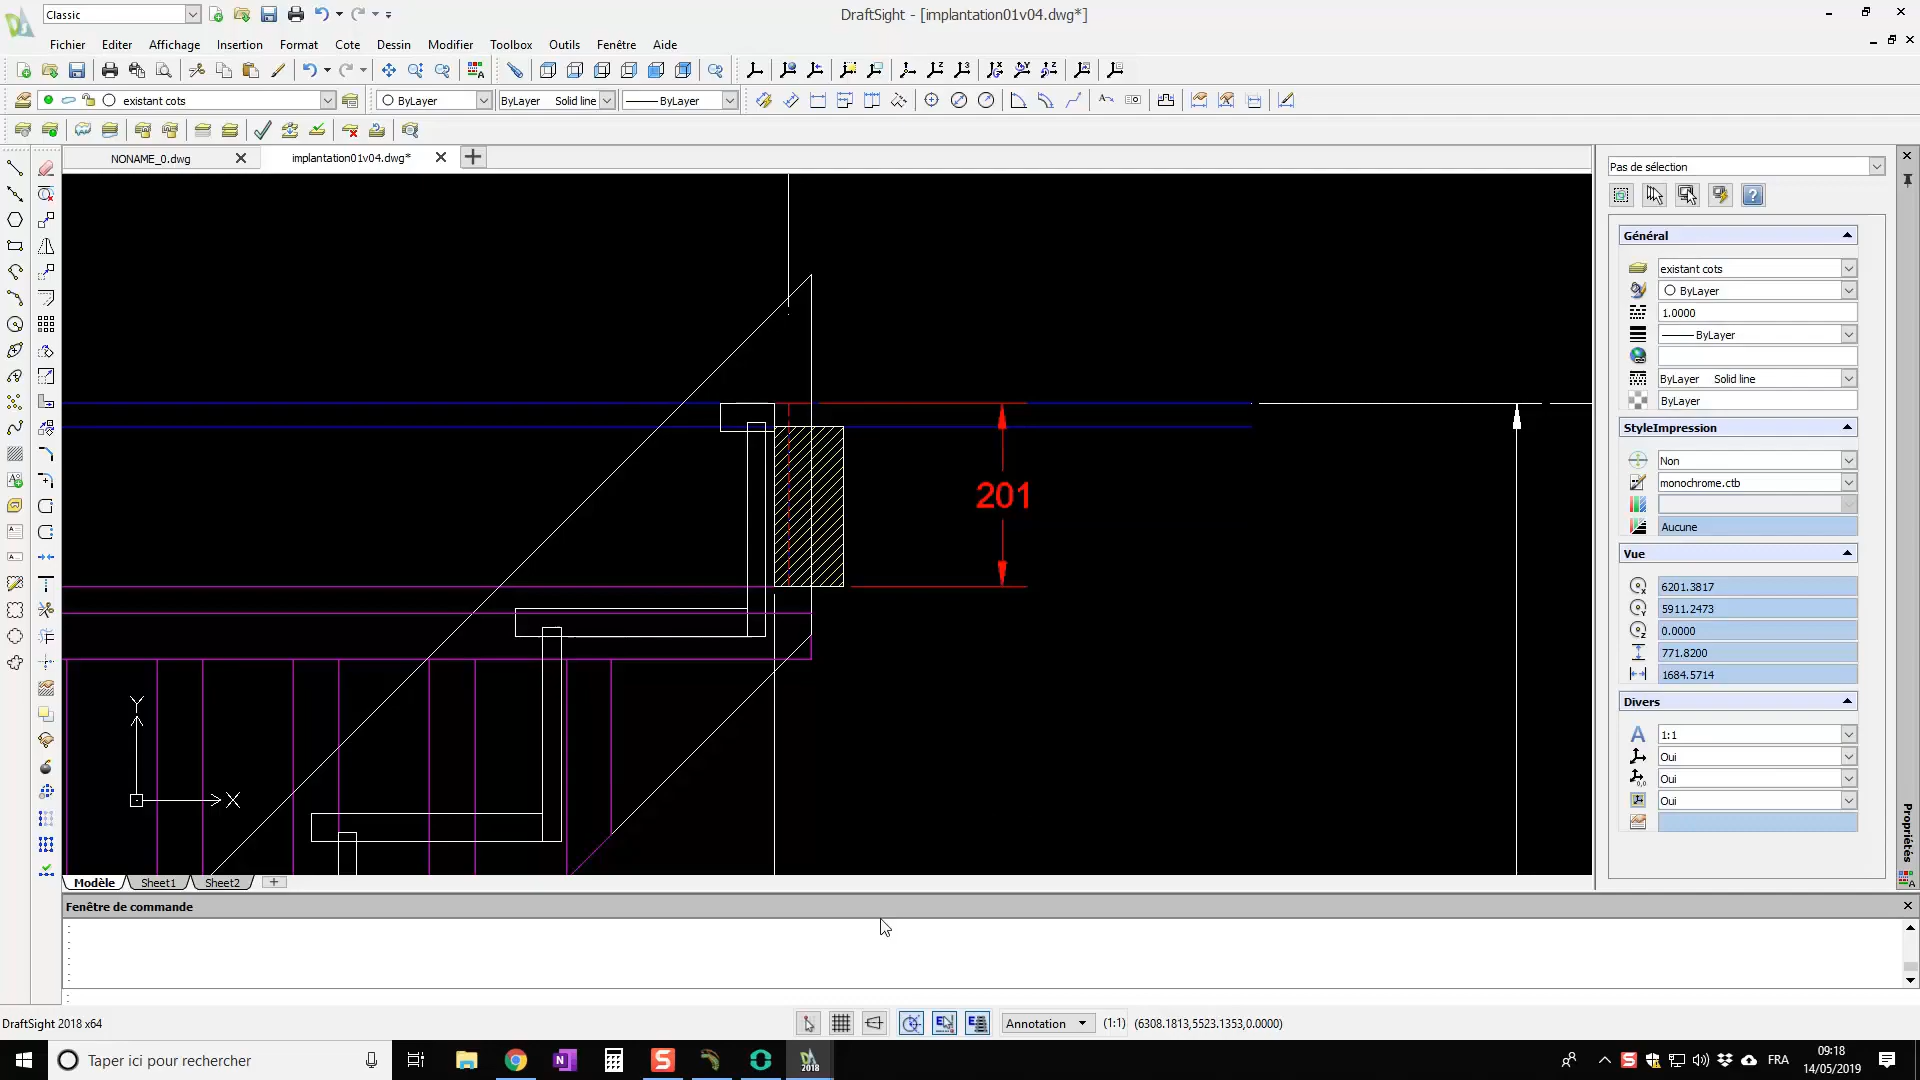 Classic
DraftSight - [implantation01v04.dwg*]
Fichier Editer Affichage Insertion Format Cote Dessin Modifier Toolbox Outils Fenêtre Aide
existant cots
ByLayer
ByLayer Solid line
ByLayer
NONAME_0.dwg
implantation01v04.dwg*
201
Y
X
Pas de sélection
Général
existant cots
ByLayer
1.0000
ByLayer
ByLayer Solid line
ByLayer
StyleImpression
Non
monochrome.ctb
Aucune
Vue
6201.3817
5911.2473
0.0000
771.8200
1684.5714
Divers
1:1
Oui
Oui
Oui
Propriétés
Modèle Sheet1 Sheet2
Fenêtre de commande
:
:
:
:
:
DraftSight 2018 x64
Annotation
(1:1)
(6308.1813,5523.1353,0.0000)
Taper ici pour rechercher
2018
FRA
09:18
14/05/2019